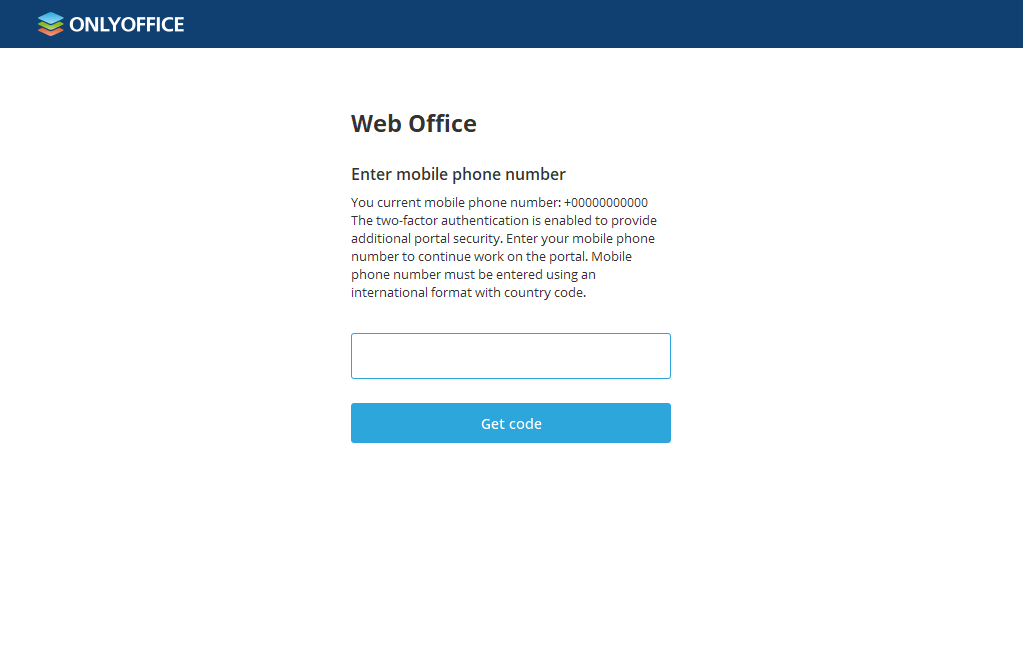 ONLYOFFICE
Web Office
Enter mobile phone number
You current mobile phone number: +00000000000
The two-factor authentication is enabled to provide
additional portal security. Enter your mobile phone
number to continue work on the portal. Mobile
phone number must be entered using an
international format with country code.
Get code